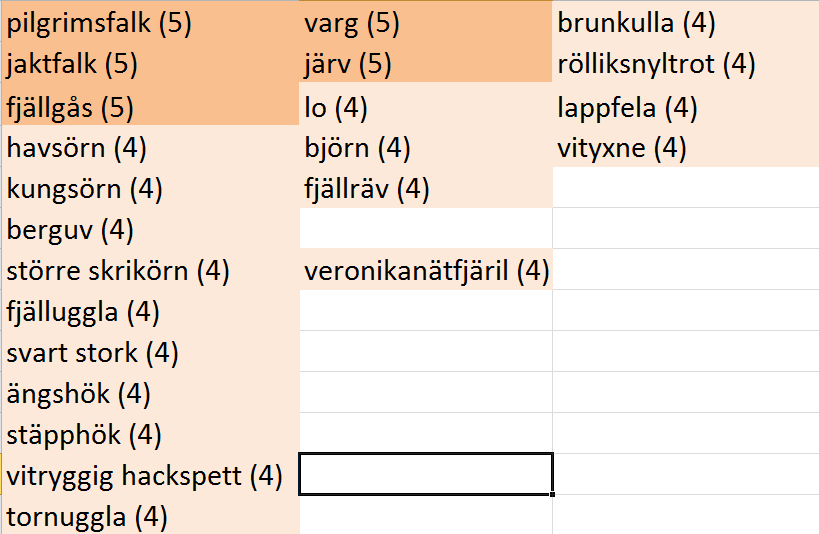 pilgrimsfalk (5)
jaktfalk (5)
fjällgås (5)
havsörn (4)
kungsörn (4)
berguv (4)
större skrikörn (4)
fjälluggla (4)
svart stork (4)
ängshök (4)
stäpphök (4)
vitryggig hackspett (4)
tornuggla (4)
varg (5)
järv (5)
lo (4)
björn (4)
fjällräv (4)
veronikanätfjäril (4)
brunkulla (4)
rölliksnyltrot (4)
lappfela (4)
vityxne (4)